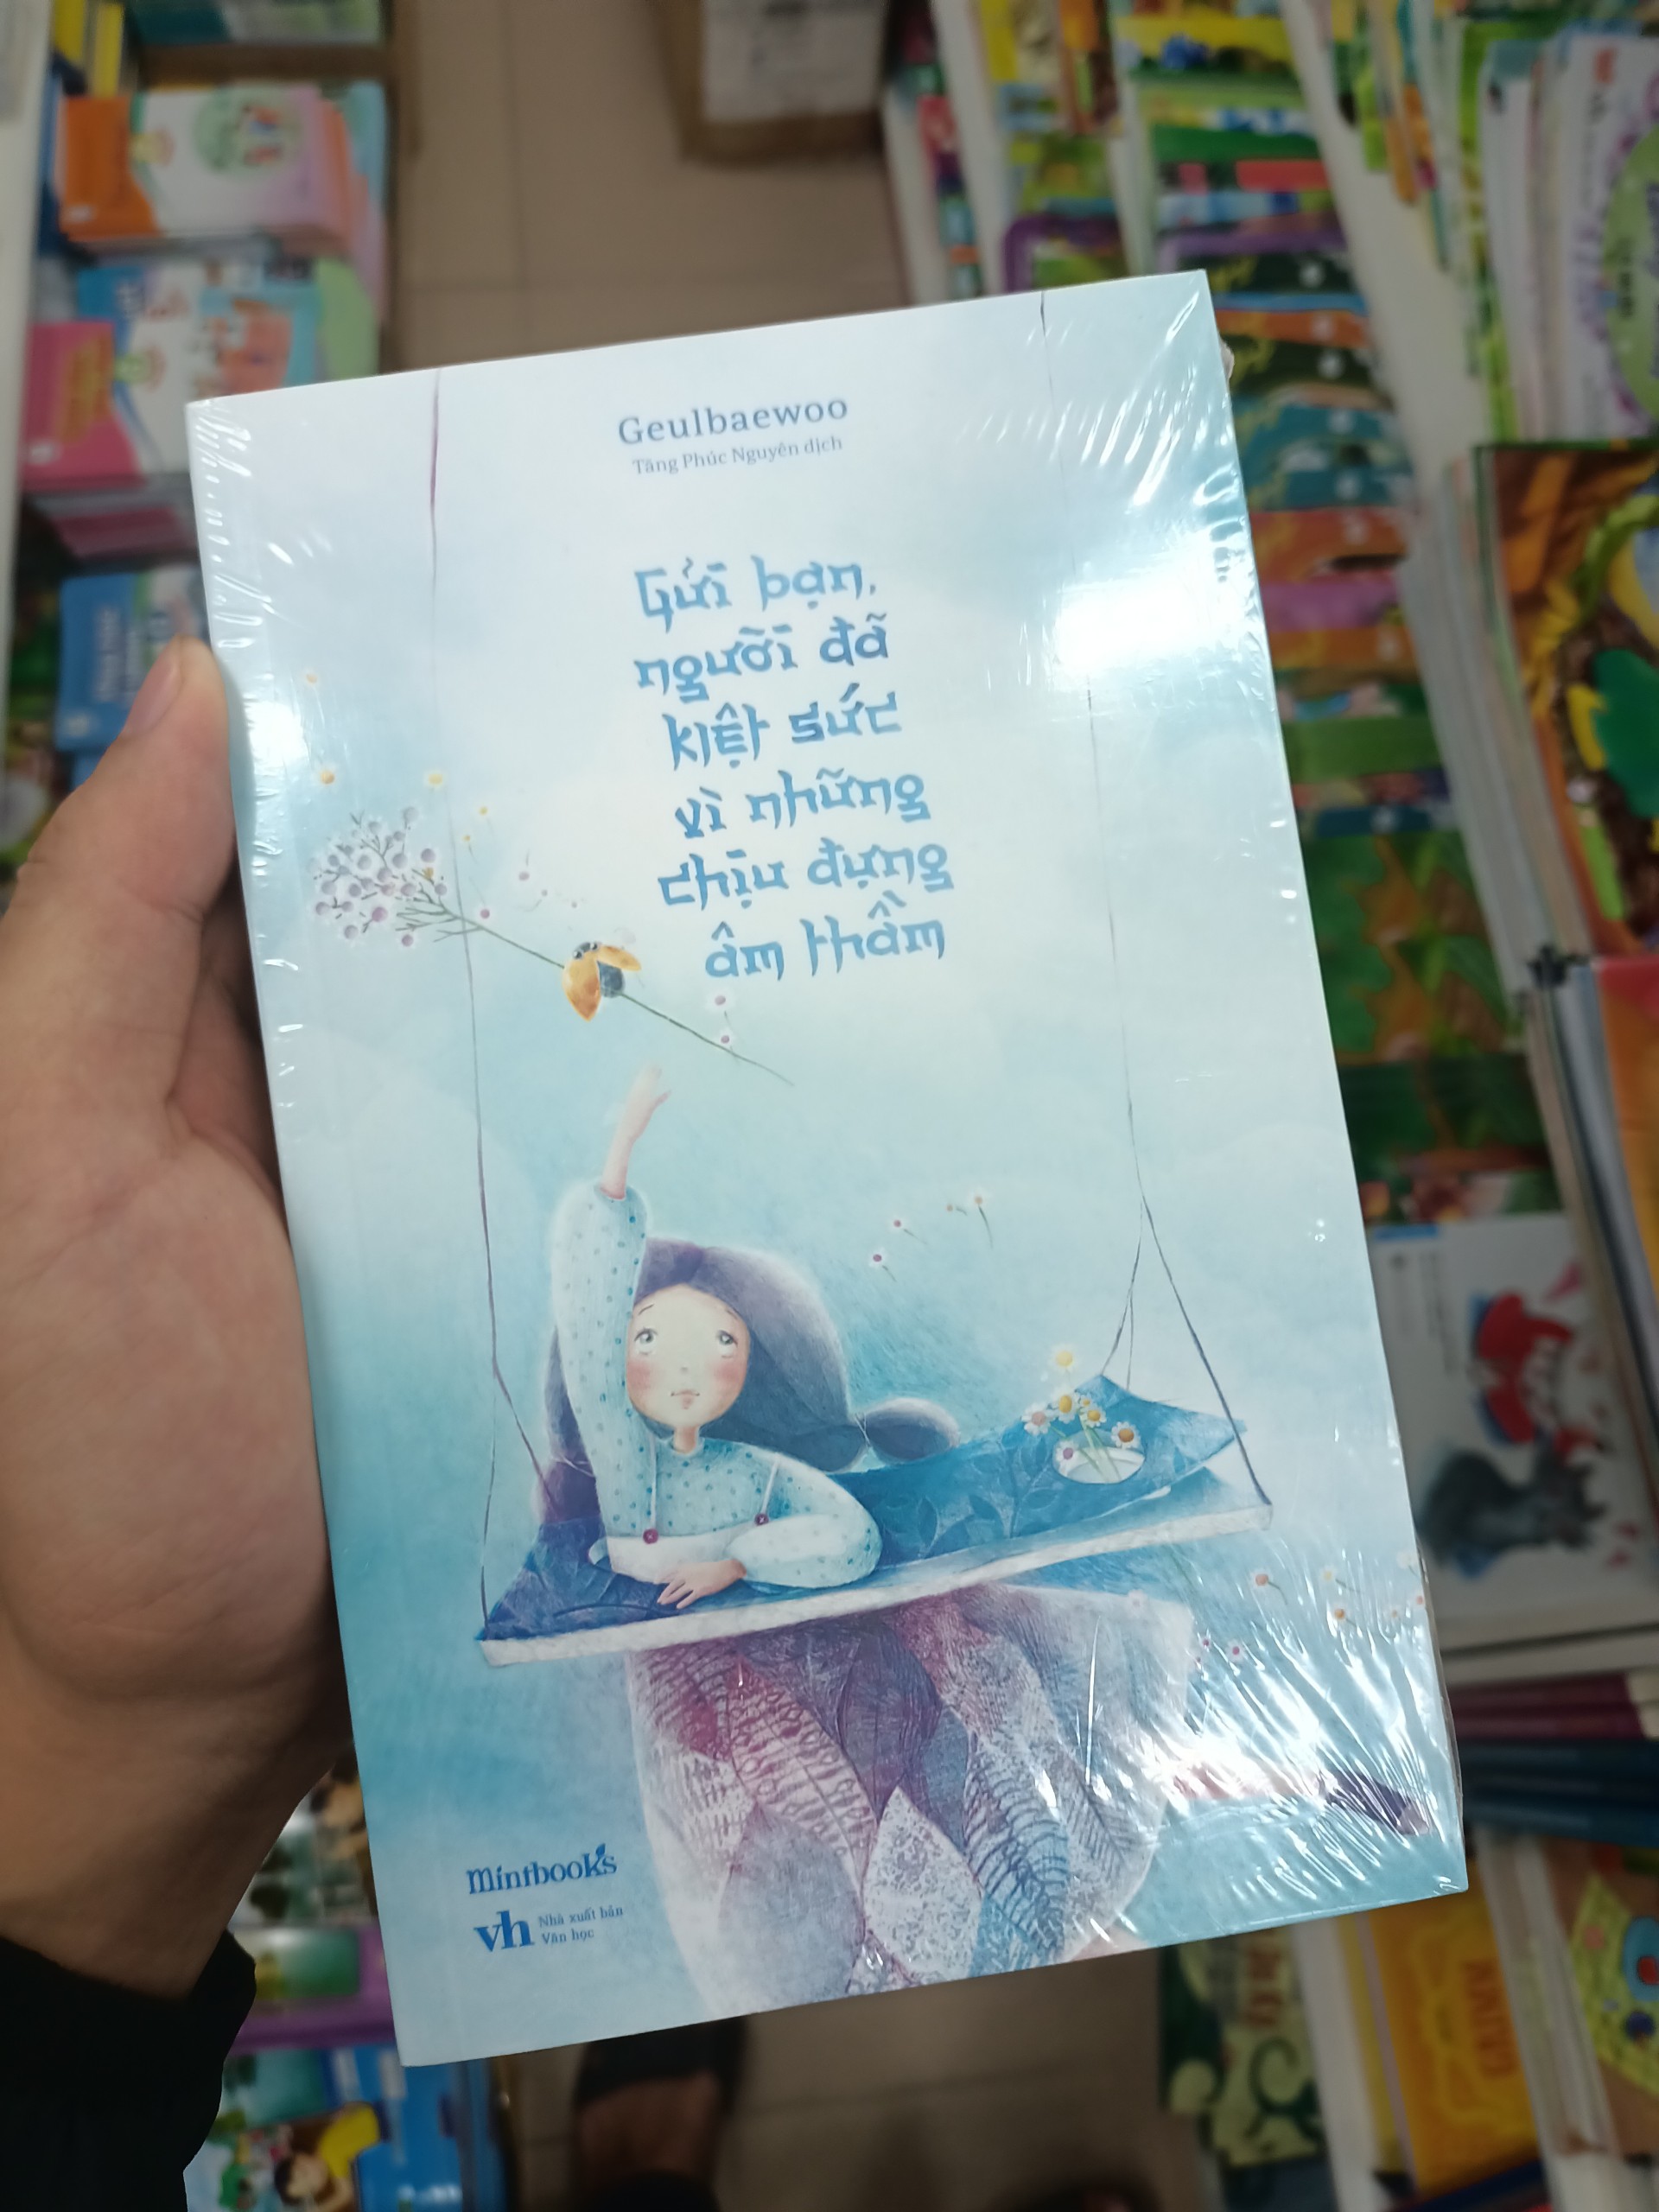 Geulbaewoo
Tăng Phúc Nguyên dịch
Gửi bạn,
người đã
kiệt sức
vì những
chịu đựng
âm thầm
mintbooks
vh
Nhà xuất bản
Văn học